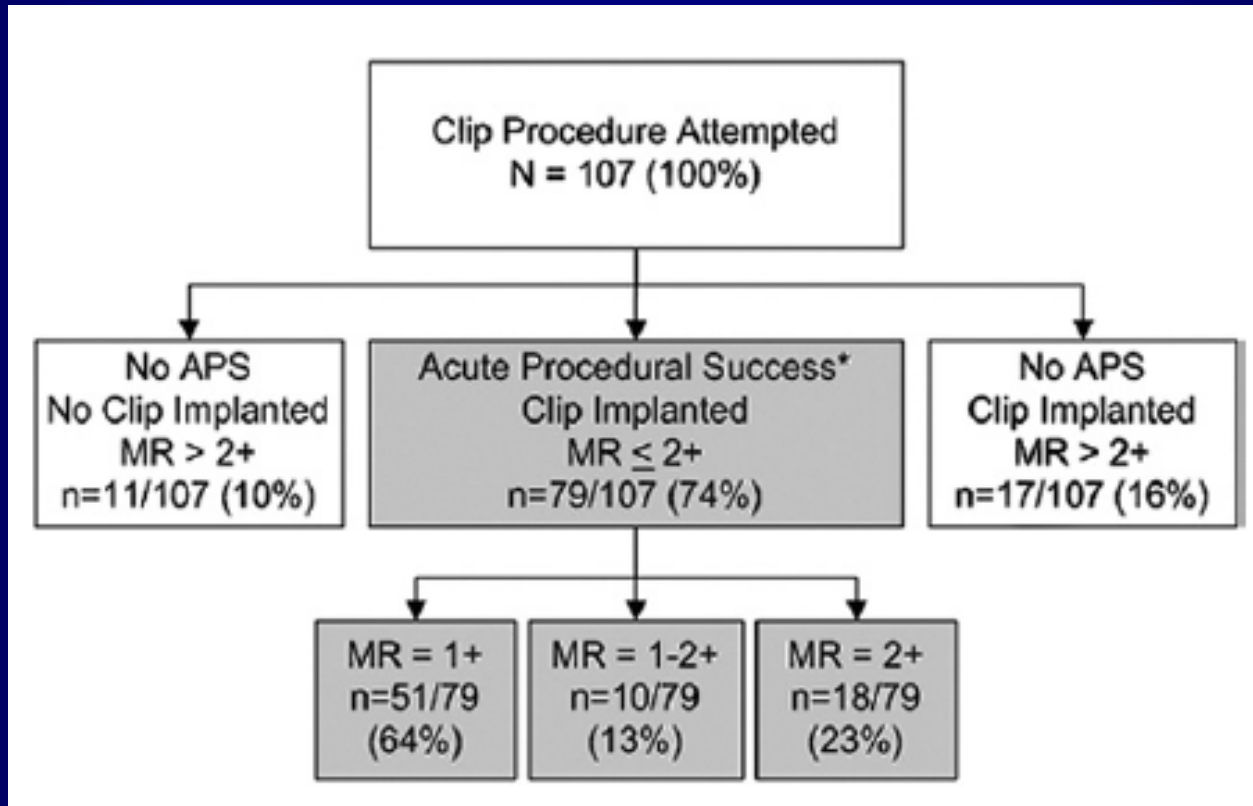 Clip Procedure Attempted
N = 107 (100%)
No APS
No Clip Implanted
MR > 2+
n=11/107 (10%)
Acute Procedural Success*
Clip Implanted
MR ≤ 2+
n=79/107 (74%)
No APS
Clip Implanted
MR > 2+
n=17/107 (16%)
MR = 1+
n=51/79
(64%)
MR = 1-2+
n=10/79
(13%)
MR = 2+
n=18/79
(23%)